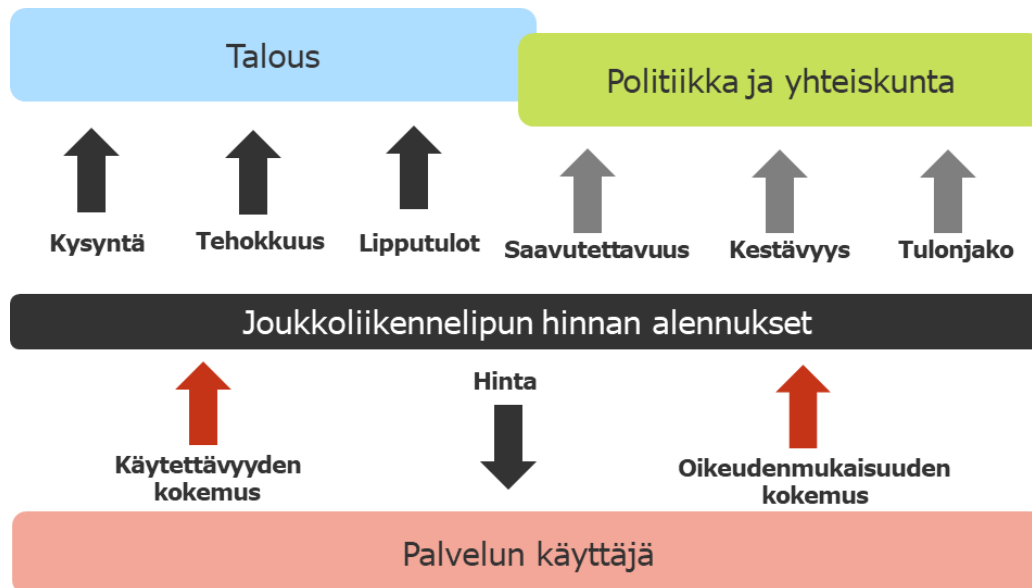 Talous
Politiikka ja yhteiskunta
Kysyntä
Tehokkuus
Lipputulot
Saavutettavuus
Kestävyys
Tulonjako
Joukkoliikennelipun hinnan alennukset
Hinta
Käytettävyyden
kokemus
Oikeudenmukaisuuden
kokemus
Palvelun käyttäjä